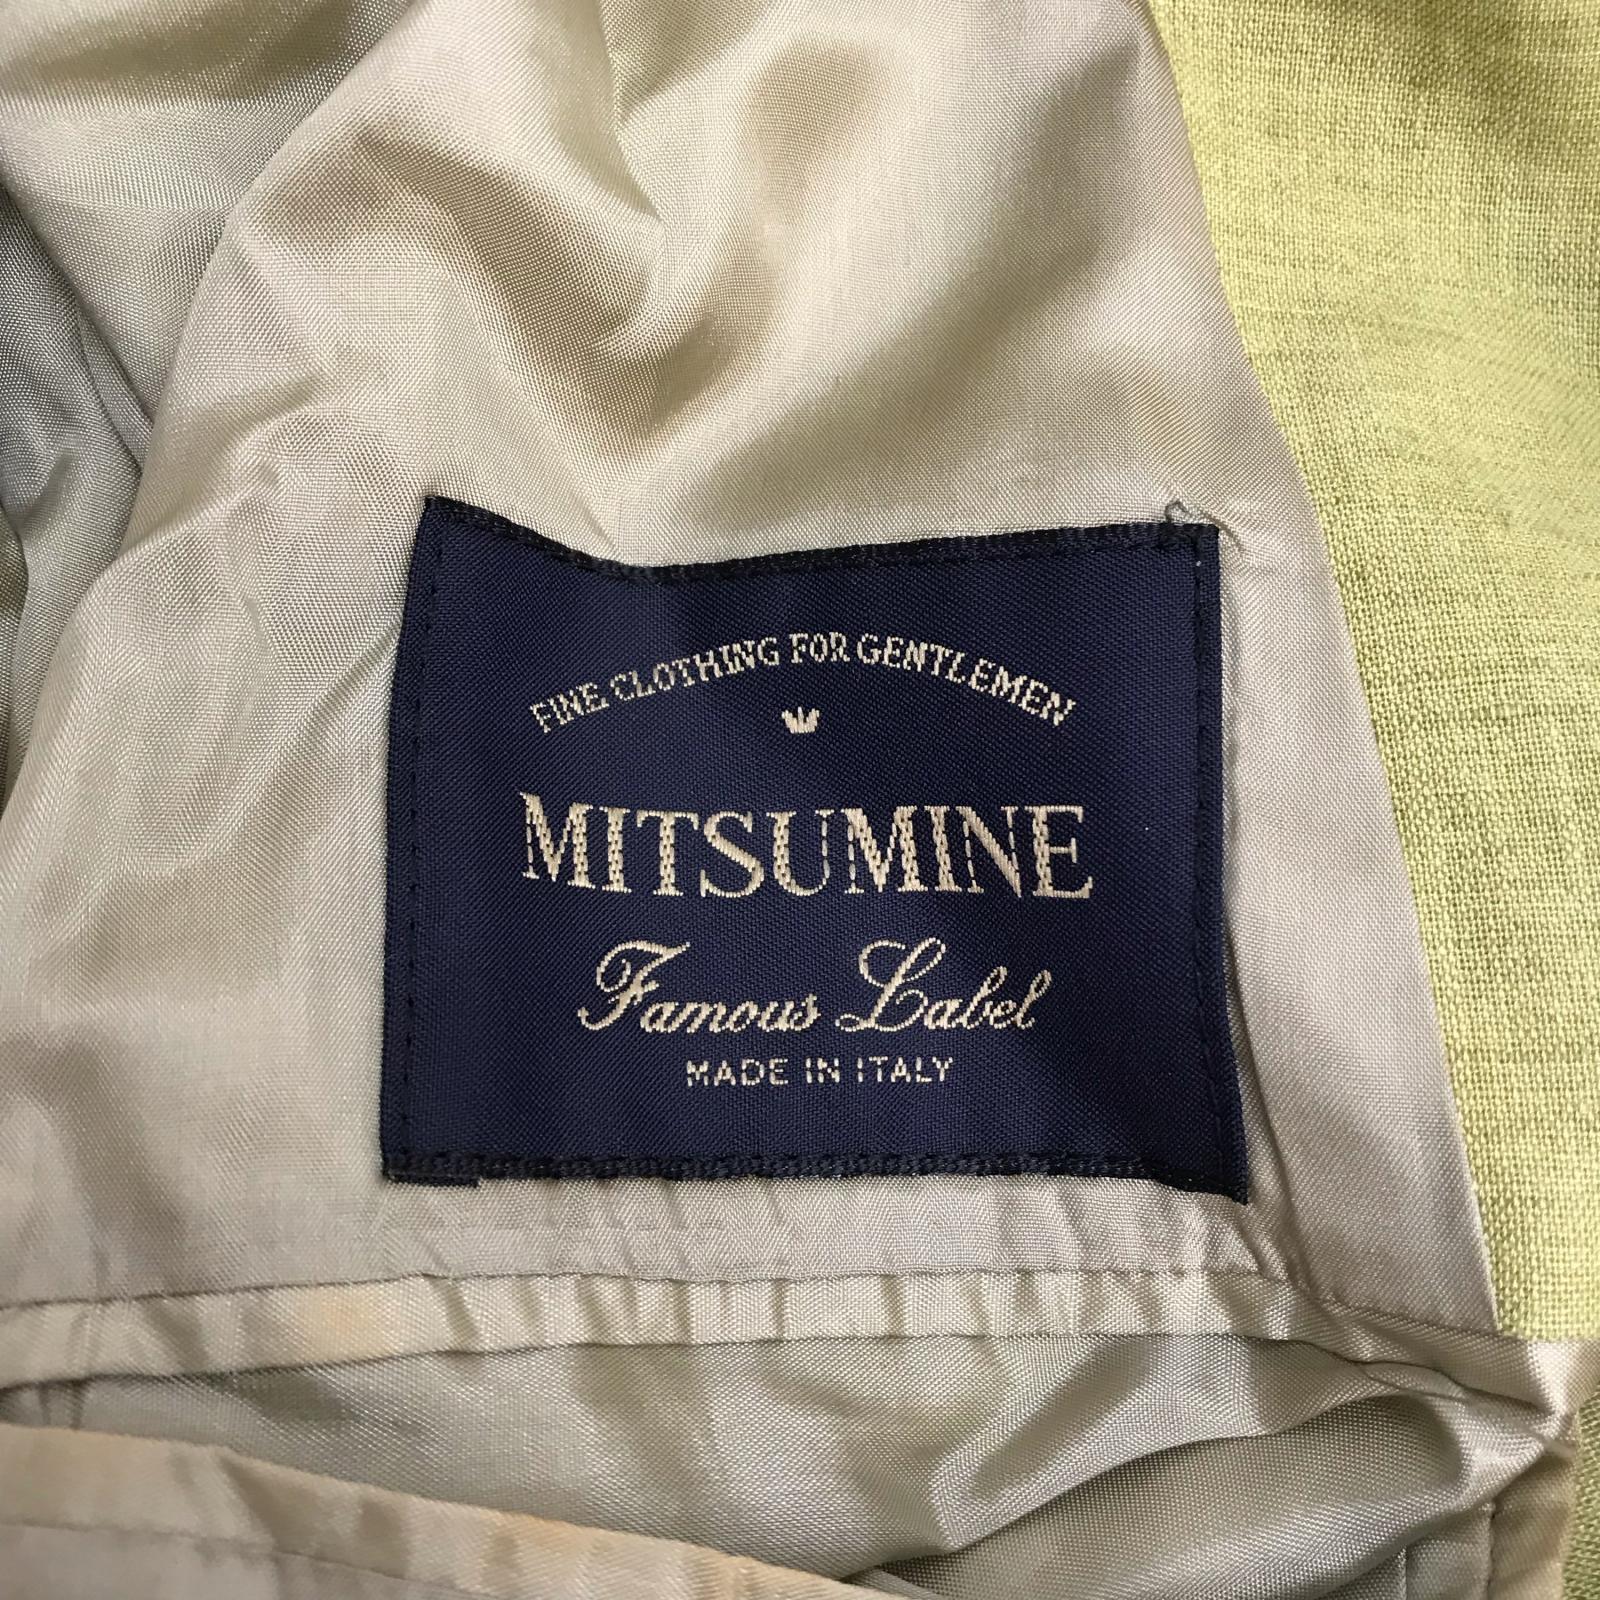 FINE CLOTHING FOR GENTLEMEN
MITSUMINE
Famous Label
MADE IN ITALY